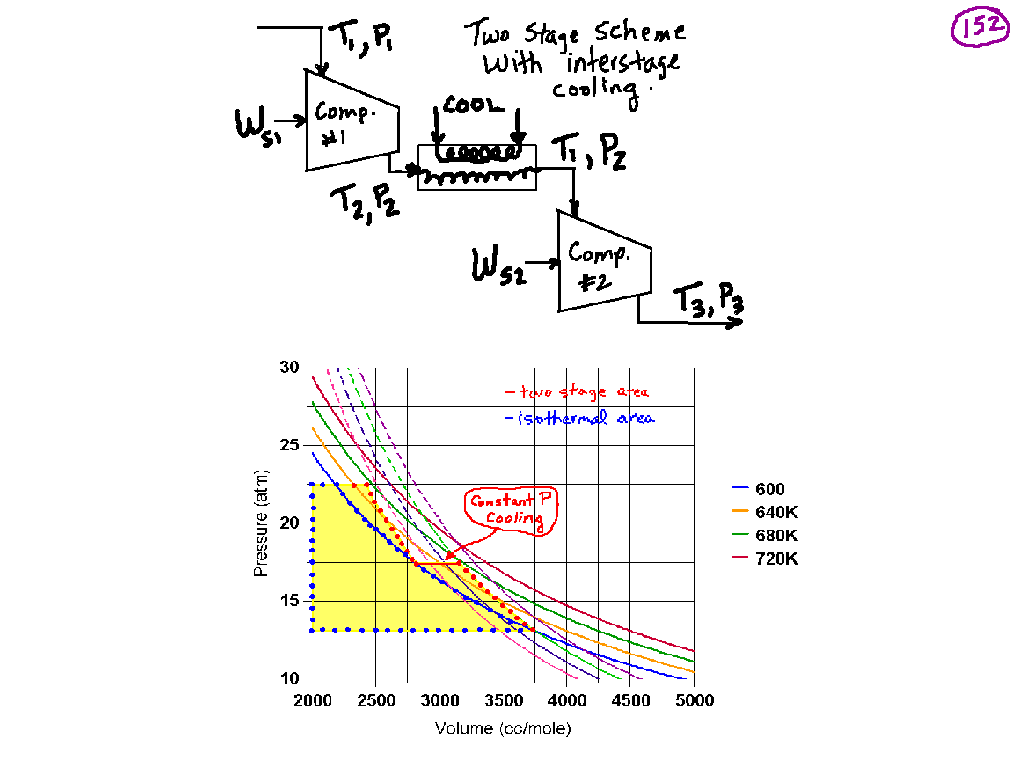 152
Two stage scheme
with interstage
cooling.
T1, P1
Ws1
Comp.
#1
COOL
T2, P2
T1, P2
Ws2
Comp.
#2
T3, P3
Pressure (atm)
30
25
20
15
10
- two stage area
- isothermal area
Constant P
Cooling
600
640K
680K
720K
2000 2500 3000 3500 4000 4500 5000
Volume (cc/mole)